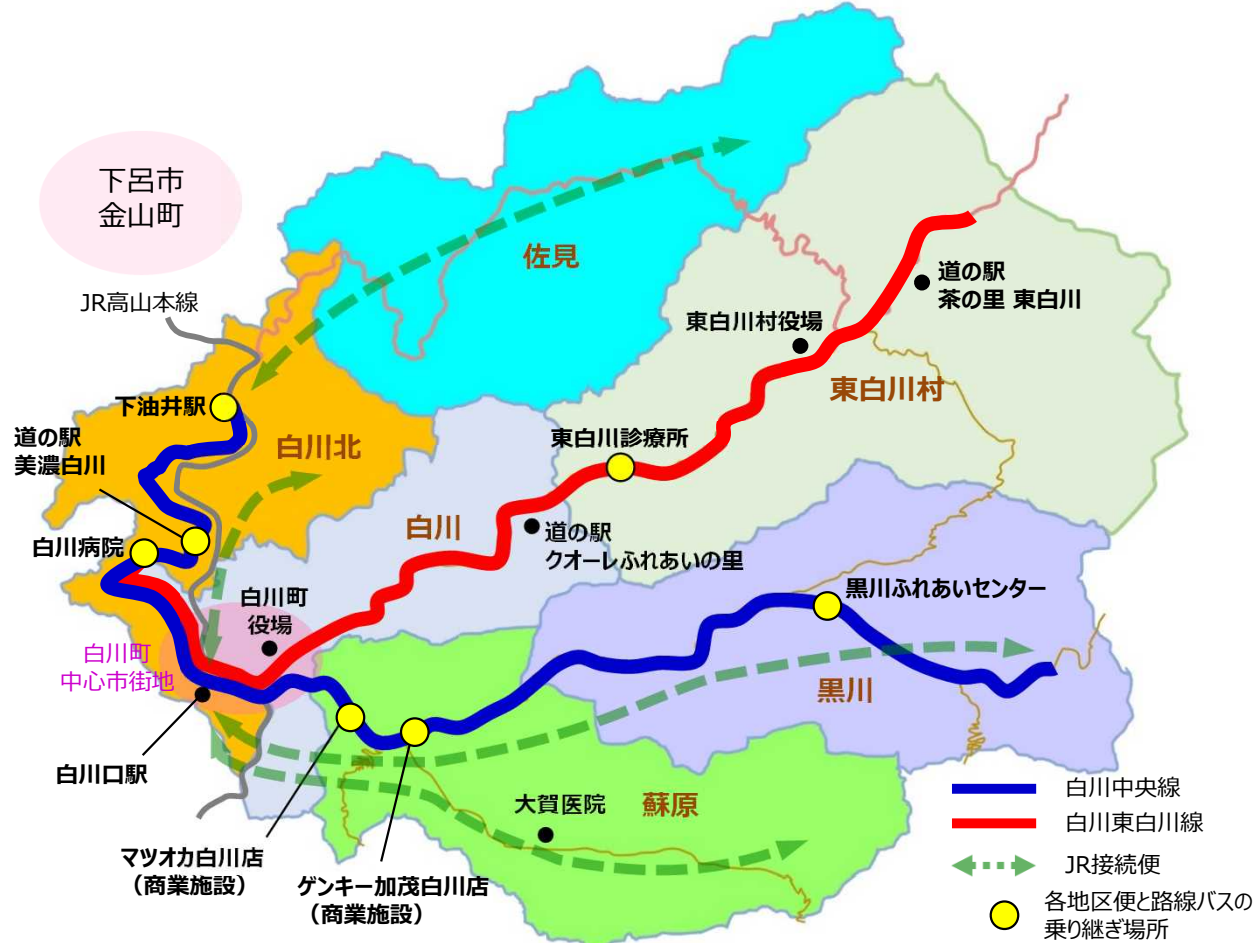 下呂市
金山町
JR高山本線
佐見
道の駅
茶の里 東白川
東白川村役場
東白川村
下油井駅
道の駅
美濃白川
白川北
東白川診療所
白川
道の駅
クオーレふれあいの里
白川病院
白川町
役場
黒川ふれあいセンター
白川町
中心市街地
黒川
白川口駅
大賀医院
蘇原
マツオカ白川店
（商業施設）
ゲンキー加茂白川店
（商業施設）
白川中央線
白川東白川線
JR接続便
各地区便と路線バスの
乗り継ぎ場所